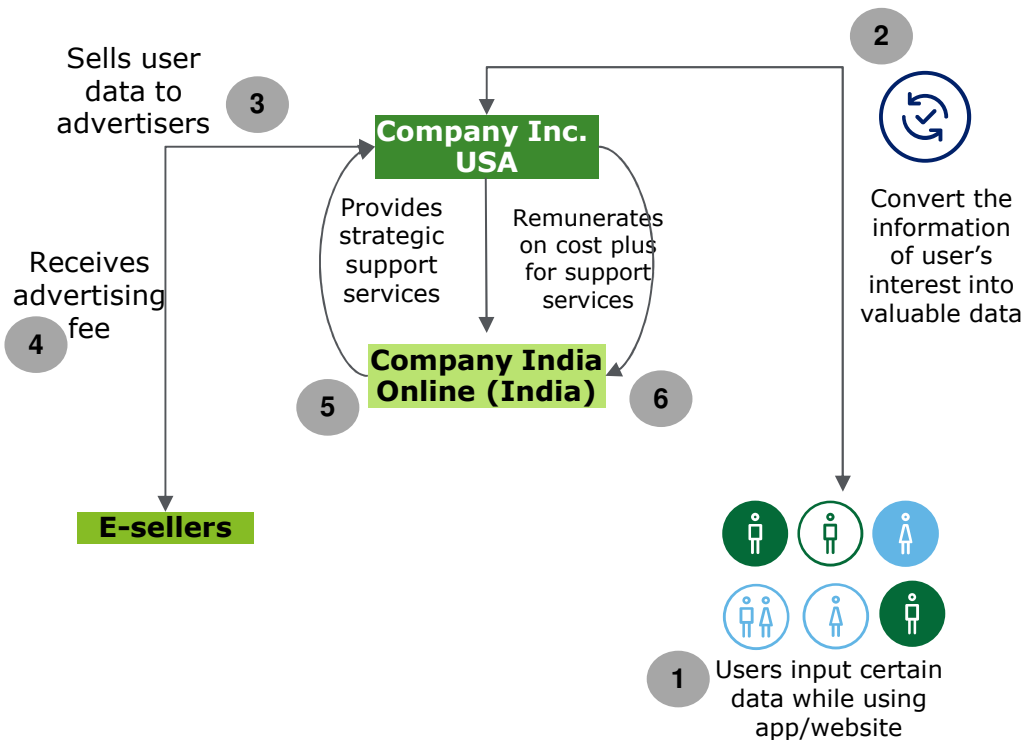 2
Sells user
data to
advertisers
3
Company Inc.
USA
Convert the
information
of user's
interest into
valuable data
Provides
strategic
support
services
Remunerates
on cost plus
for support
services
Receives
advertising
fee
4
Company India
Online (India)
5
6
E-sellers
1
Users input certain
data while using
app/website